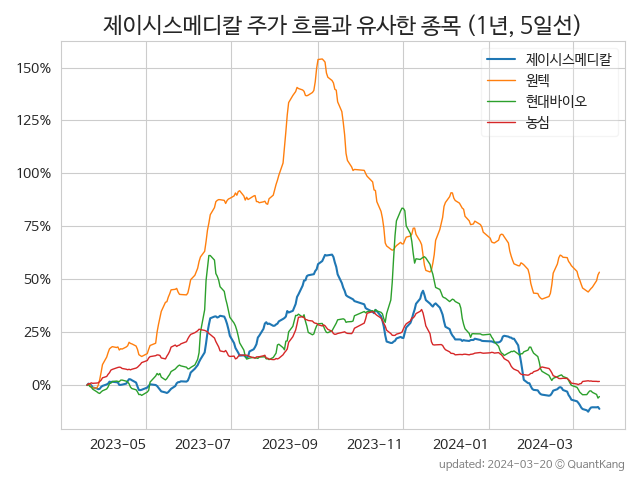 제이시스메디칼 주가 흐름과 유사한 종목 (1년, 5일선)
제이시스메디칼
원텍
현대바이오
농심
150%
125%
100%
75%
50%
25%
0%
2023-05 2023-07 2023-09 2023-11 2024-01 2024-03
updated: 2024-03-20 © QuantKang